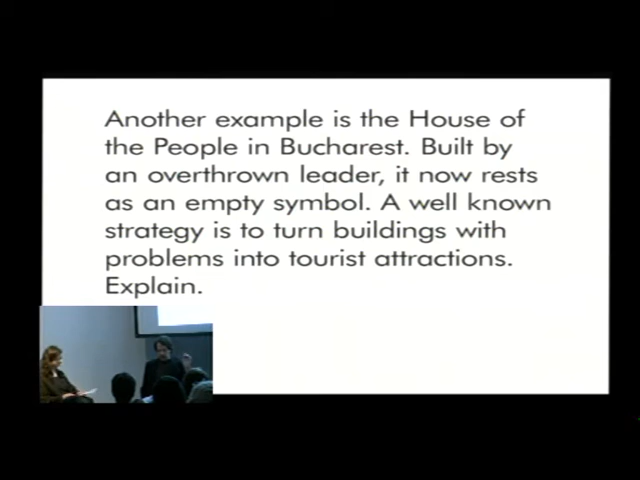 Another example is the House of
the People in Bucharest. Built by
an overthrown leader, it now rests
as an empty symbol. A well known
strategy is to turn buildings with
problems into tourist attractions.
Explain.